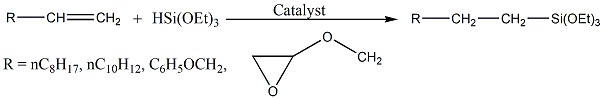 R CH CH₂ + HSi(OEt)₃ Catalyst R CH₂ CH₂ Si(OEt)₃
R = nC₈H₁₇, nC₁₀H₁₂, C₆H₅OCH₂, O O CH₂